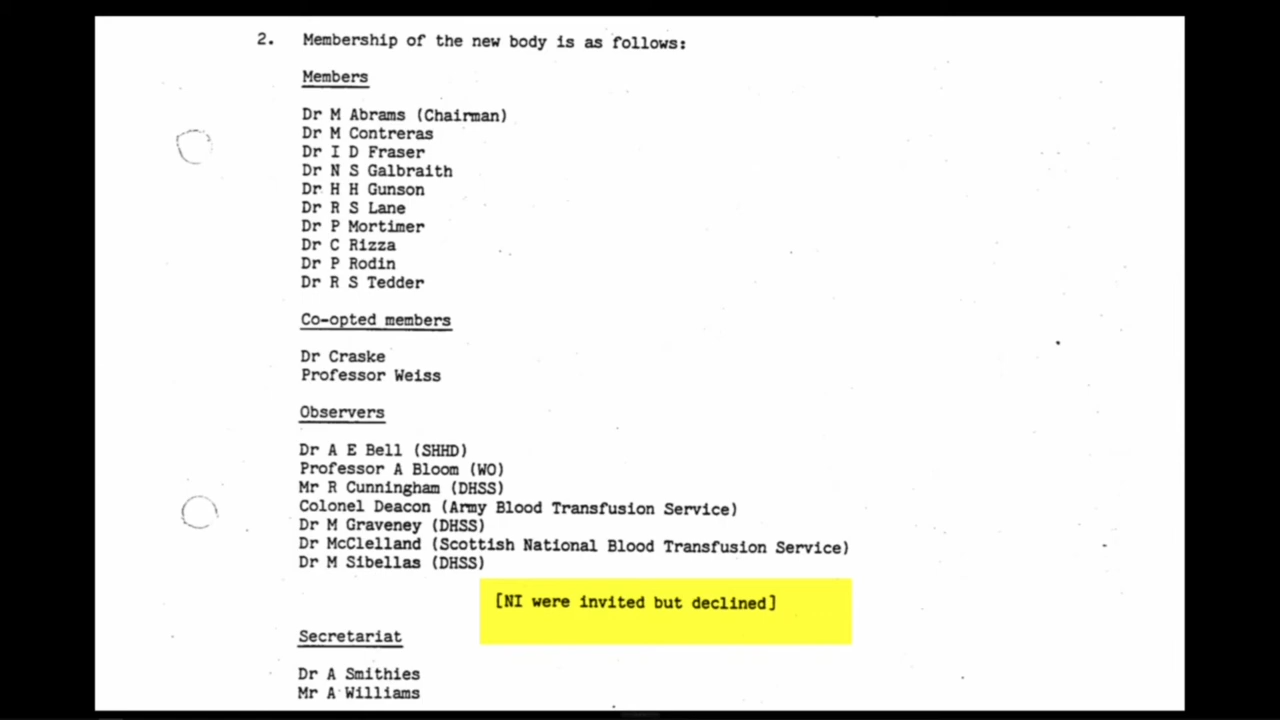 2. Membership of the new body is as follows:
Members
Dr M Abrams (Chairman)
Dr M Contreras
Dr I D Fraser
Dr N S Galbraith
Dr H H Gunson
Dr R S Lane
Dr P Mortimer
Dr C Rizza
Dr P Rodin
Dr R S Tedder
Co-opted members
Dr Craske
Professor Weiss
Observers
Dr A E Bell (SHHD)
Professor A Bloom (WO)
Mr R Cunningham (DHSS)
Colonel Deacon (Army Blood Transfusion Service)
Dr M Graveney (DHSS)
Dr McClelland (Scottish National Blood Transfusion Service)
Dr M Sibellas (DHSS)
[NI were invited but declined]
Secretariat
Dr A Smithies
Mr A Williams